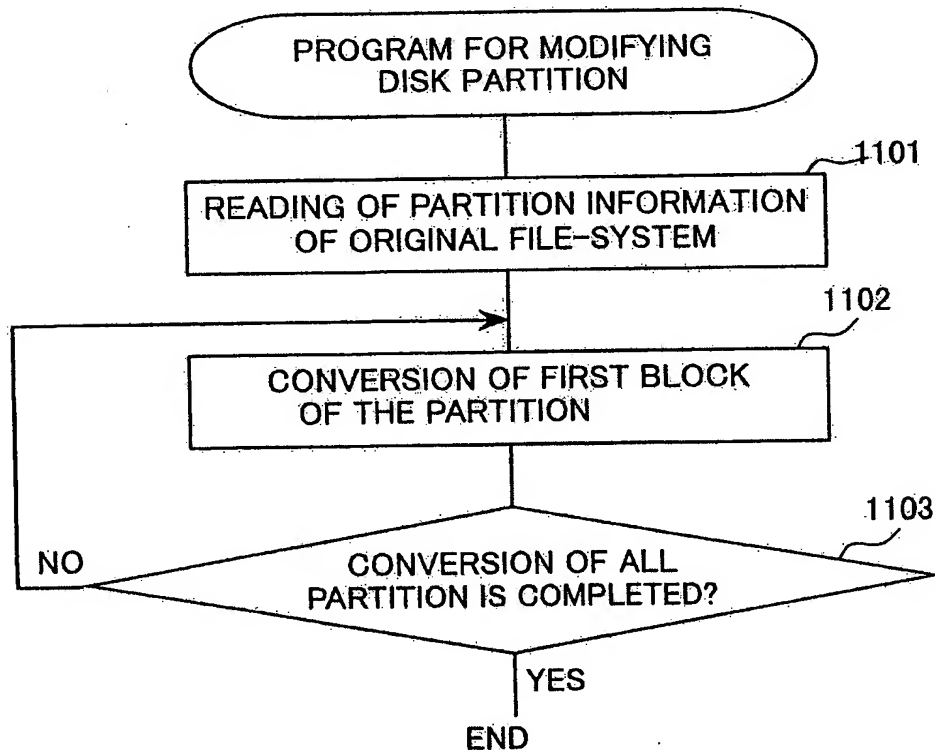 PROGRAM FOR MODIFYING
DISK PARTITION
1101
READING OF PARTITION INFORMATION
OF ORIGINAL FILE-SYSTEM
1102
CONVERSION OF FIRST BLOCK
OF THE PARTITION
1103
NO
CONVERSION OF ALL
PARTITION IS COMPLETED?
YES
END